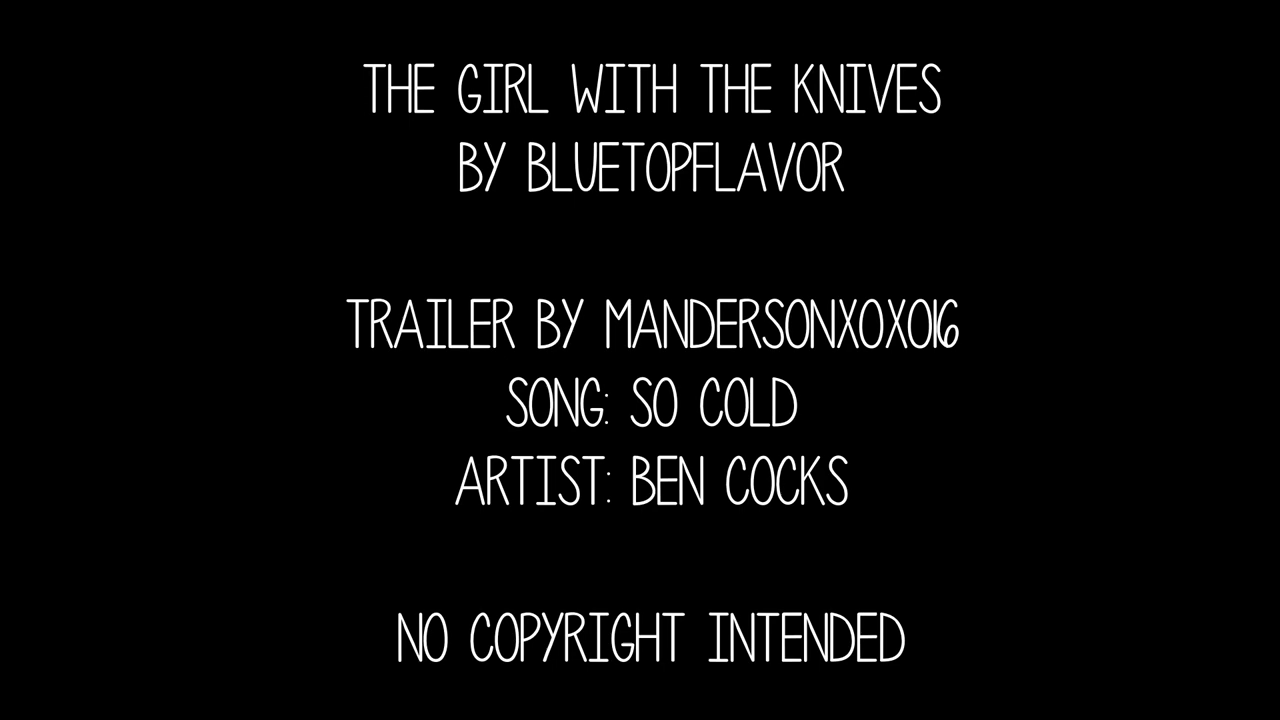 THE GIRL WITH THE KNIVES
BY BLUETOPFLAVOR
TRAILER BY MANDERSONXOXO16
SONG: SO COLD
ARTIST: BEN COCKS
NO COPYRIGHT INTENDED